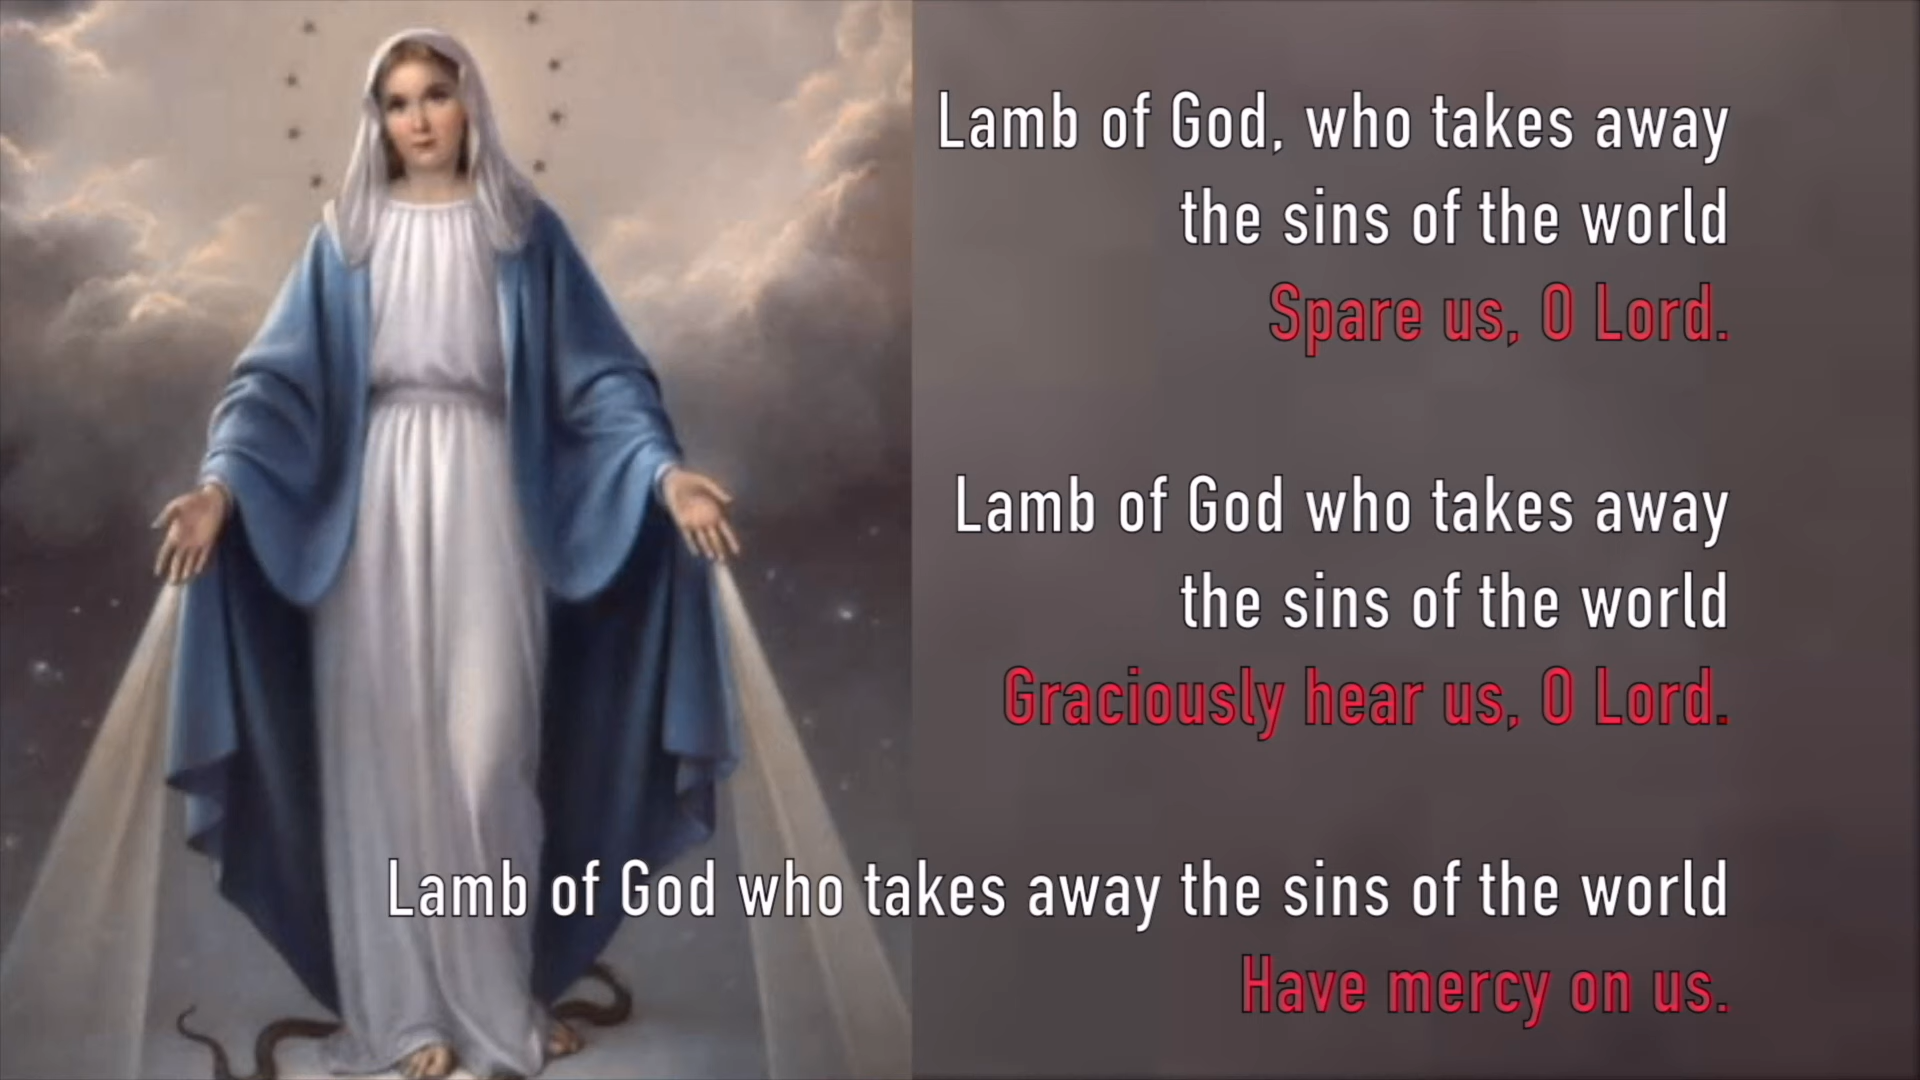 Lamb of God, who takes away
the sins of the world
Spare us, O Lord.
Lamb of God who takes away
the sins of the world
Graciously hear us, O Lord.
Lamb of God who takes away the sins of the world
Have mercy on us.